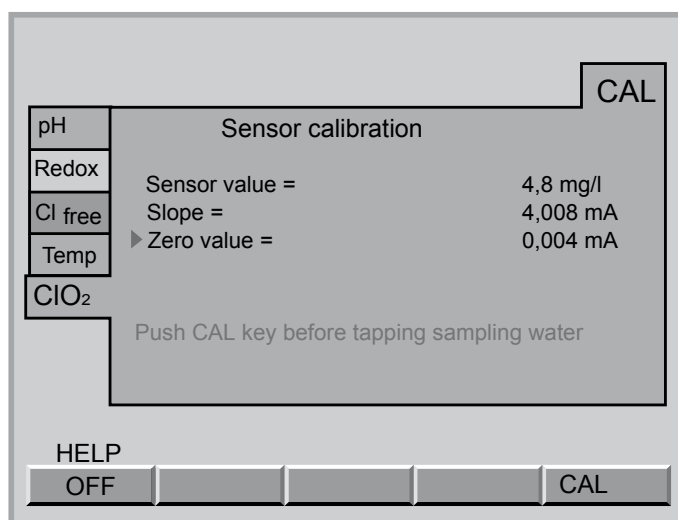 CAL
pH
Sensor calibration
Redox
Sensor value = 4,8 mg/l
Cl free
Slope = 4,008 mA
Temp
Zero value = 0,004 mA
ClO₂
Push CAL key before tapping sampling water
HELP
OFF
CAL